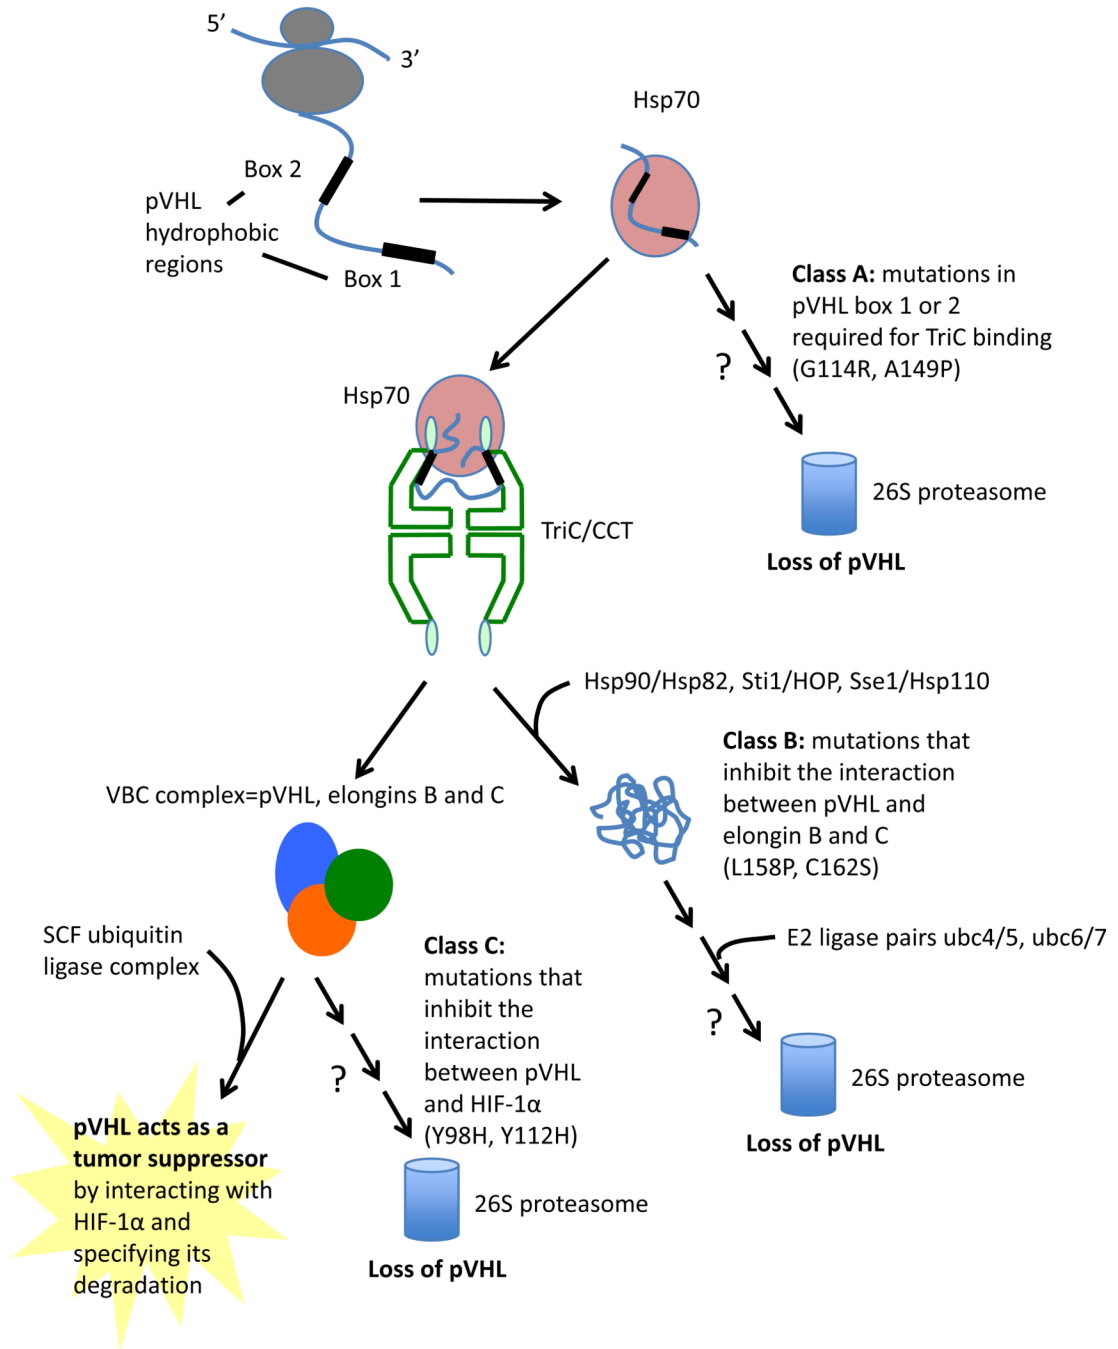 5’
3’
Hsp70
Box 2
pVHL
hydrophobic
regions
Box 1
Class A: mutations in
pVHL box 1 or 2
required for TriC binding
(G114R, A149P)
?
Hsp70
26S proteasome
TriC/CCT
Loss of pVHL
Hsp90/Hsp82, Sti1/HOP, Sse1/Hsp110
Class B: mutations that
inhibit the interaction
between pVHL and
elongin B and C
(L158P, C162S)
VBC complex=pVHL, elongins B and C
E2 ligase pairs ubc4/5, ubc6/7
?
26S proteasome
Loss of pVHL
SCF ubiquitin
ligase complex
Class C:
mutations that
inhibit the
interaction
between pVHL
and HIF-1α
(Y98H, Y112H)
?
26S proteasome
Loss of pVHL
pVHL acts as a
tumor suppressor
by interacting with
HIF-1α and
specifying its
degradation